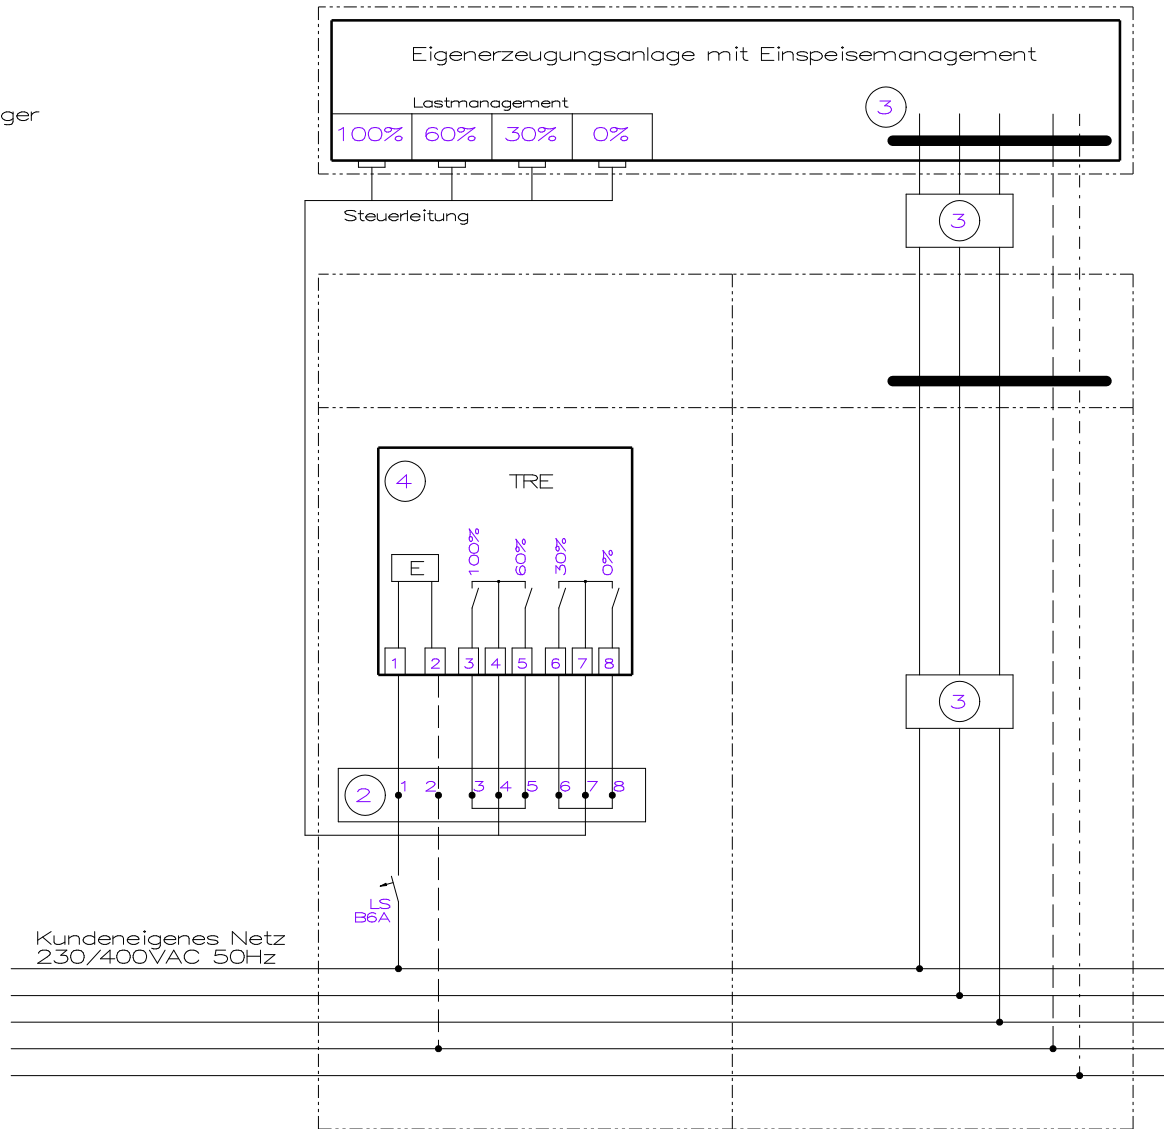 Eigenerzeugungsanlage mit Einspeisemanagement
ger
Lastmanagement
3
100% 60% 30% 0%
Steuerleitung
3
4 TRE
100% 60% 30% 0%
E
1 2 3 4 5 6 7 8
3
2 1 2 3 4 5 6 7 8
LS
B6A
Kundeneigenes Netz
230/400VAC 50Hz